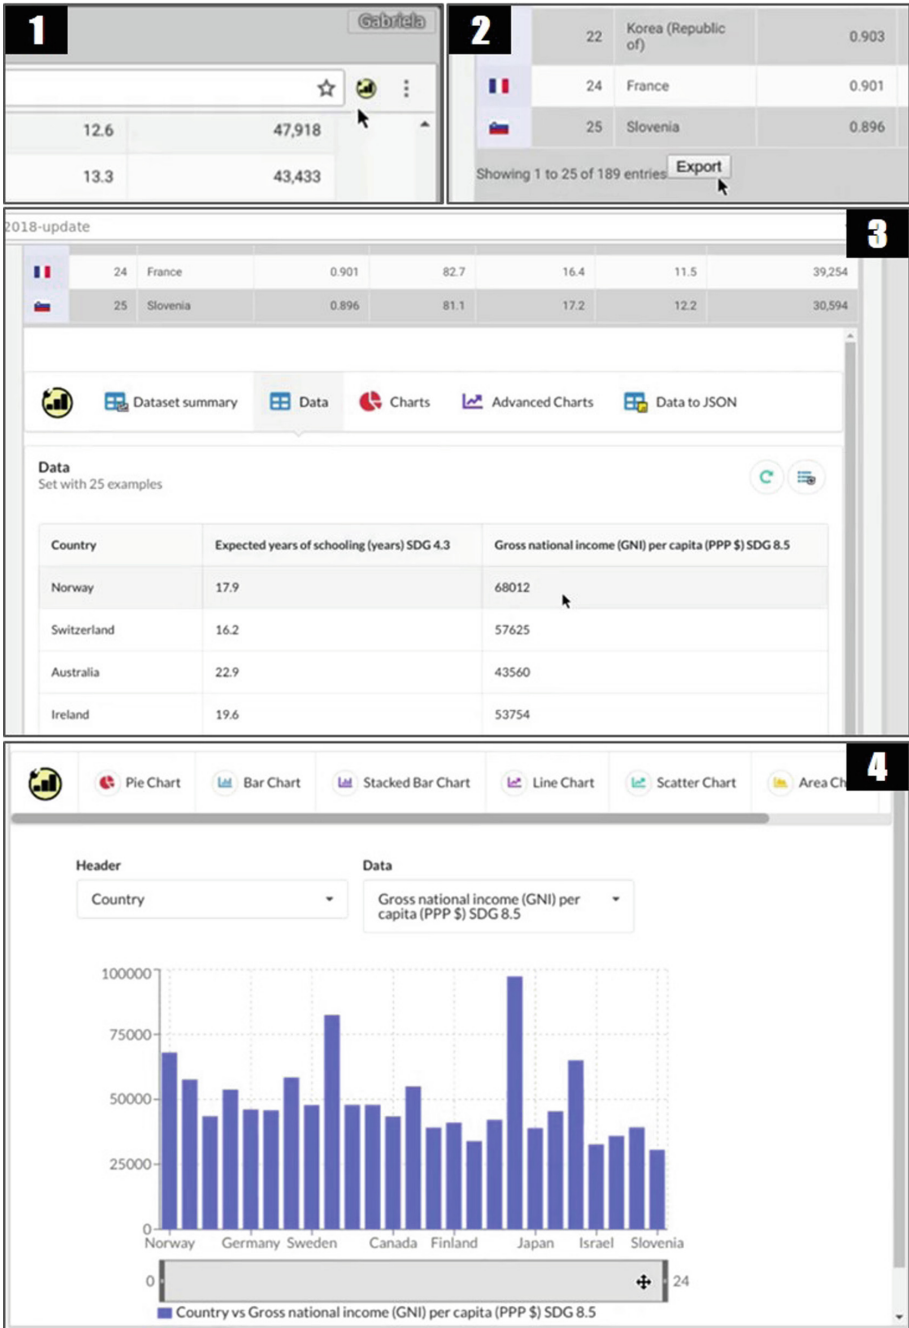 1
Gabriela
12.6 47,918
13.3 43,433
2
22 Korea (Republic of) 0.903
24 France 0.901
25 Slovenia 0.896
Showing 1 to 25 of 189 entries Export
3
2018-update
24 France 0.901 82.7 16.4 11.5 39,254
25 Slovenia 0.896 81.1 17.2 12.2 30,594
Dataset summary Data Charts Advanced Charts Data to JSON
Data
Set with 25 examples
Country Expected years of schooling (years) SDG 4.3 Gross national income (GNI) per capita (PPP $) SDG 8.5
Norway 17.9 68012
Switzerland 16.2 57625
Australia 22.9 43560
Ireland 19.6 53754
4
Pie Chart Bar Chart Stacked Bar Chart Line Chart Scatter Chart Area Ch
Header Data
Country Gross national income (GNI) per
capita (PPP $) SDG 8.5
100000
75000
50000
25000
0
Norway Germany Sweden Canada Finland Japan Israel Slovenia
0 24
Country vs Gross national income (GNI) per capita (PPP $) SDG 8.5